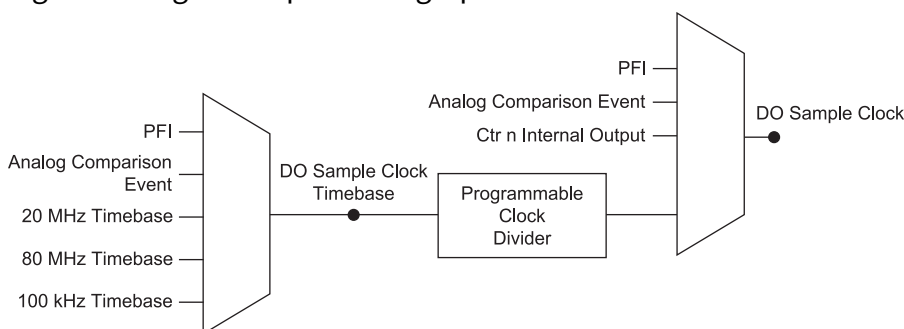 PFI
Analog Comparison Event
Ctr n Internal Output
DO Sample Clock
PFI
Analog Comparison
Event
20 MHz Timebase
80 MHz Timebase
100 kHz Timebase
DO Sample Clock
Timebase
Programmable
Clock
Divider